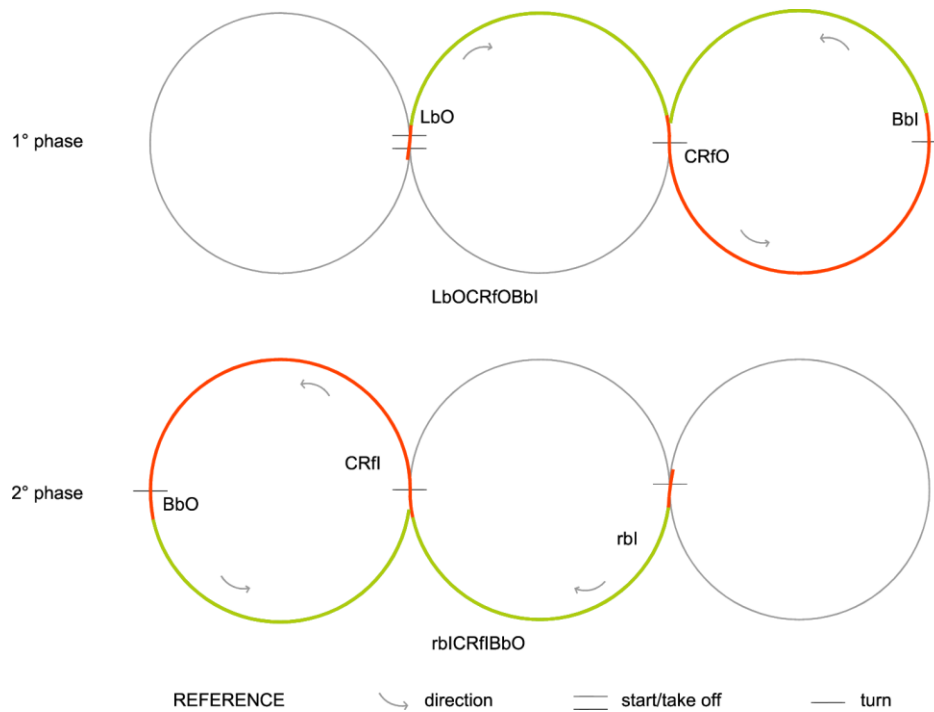 LbO
BbI
1° phase
CRfO
LbOCRfOBbI
CRfI
2° phase
BbO
rbI
rbICRfIBbO
REFERENCE direction start/take off turn